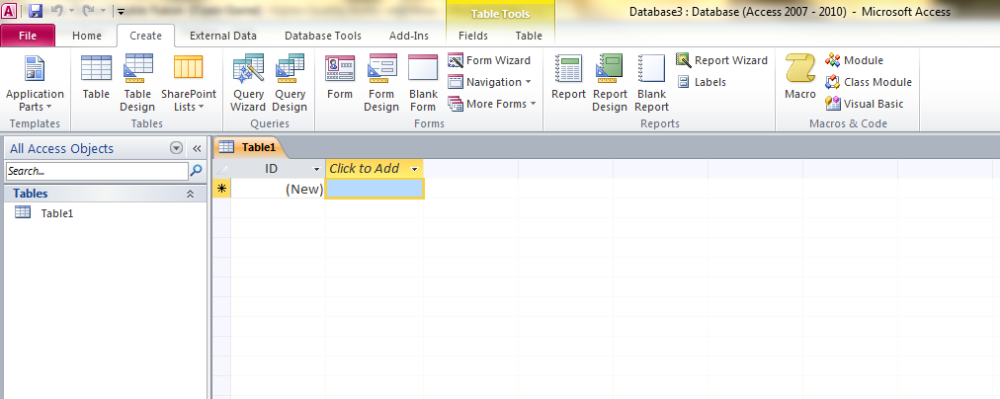 Table Tools
Database3 : Database (Access 2007 - 2010) - Microsoft Access
File Home Create External Data Database Tools Add-Ins Fields Table
Application Parts
Table
Table Design
SharePoint Lists
Query Wizard
Query Design
Form
Form Design
Blank Form
Form Wizard
Navigation
More Forms
Report
Report Design
Blank Report
Report Wizard
Labels
Macro
Module
Class Module
Visual Basic
Templates Tables Queries Forms Reports Macros & Code
All Access Objects
Search...
Tables
Table1
Table1
ID Click to Add
(New)